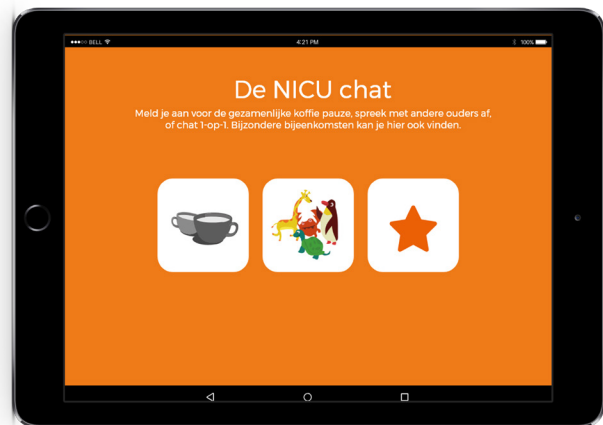 BELL 4:21 PM 100%
De NICU chat
Meld je aan voor de gezamenlijke koffie pauze, spreek met andere ouders af,
of chat 1-op-1. Bijzondere bijeenkomsten kan je hier ook vinden.